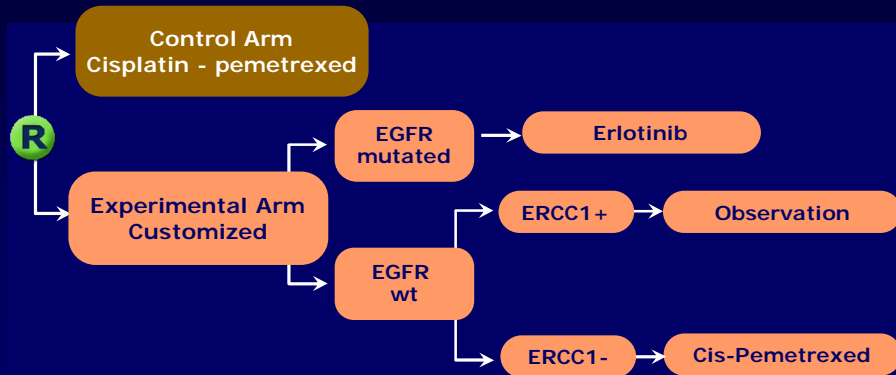 Control Arm
Cisplatin - pemetrexed
R
EGFR
mutated
Erlotinib
Experimental Arm
Customized
ERCC1+
Observation
EGFR
wt
ERCC1-
Cis-Pemetrexed